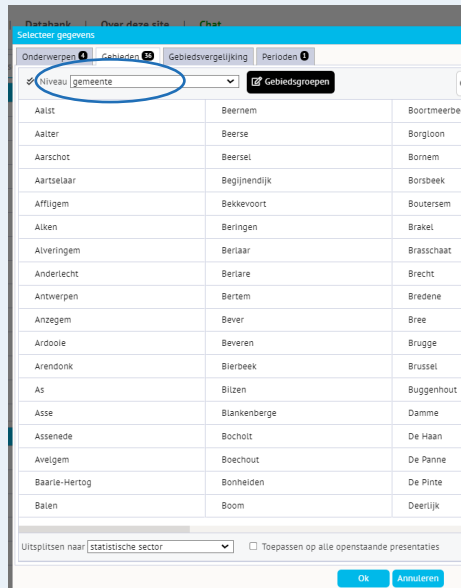 Databank | Over deze site | Chat
Selecteer gegevens
Onderwerpen 4 Gebieden 36 Gebiedsvergelijking Perioden 1
Niveau gemeente Gebiedsgroepen
Aalst Beernem Boortmeerbe
Aalter Beerse Borgloon
Aarschot Beersel Bornem
Aartselaar Begijnendijk Borsbeek
Affligem Bekkevoort Boutersem
Alken Beringen Brakel
Alveringem Berlaar Brasschaat
Anderlecht Berlare Brecht
Antwerpen Bertem Bredene
Anzegem Bever Bree
Ardooie Beveren Brugge
Arendonk Bierbeek Brussel
As Bilzen Buggenhout
Asse Blankenberge Damme
Assenede Bocholt De Haan
Avelgem Boechout De Panne
Baarle-Hertog Bonheiden De Pinte
Balen Boom Deerlijk
Uitsplitsen naar statistische sector Toepassen op alle openstaande presentaties
Ok Annuleren